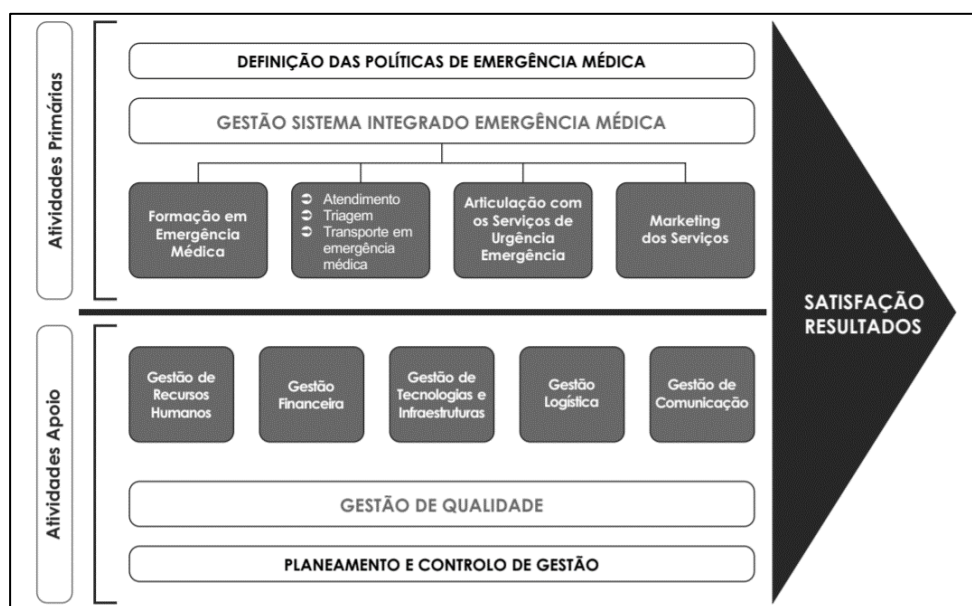 Atividades Primárias
DEFINIÇÃO DAS POLÍTICAS DE EMERGÊNCIA MÉDICA
GESTÃO SISTEMA INTEGRADO EMERGÊNCIA MÉDICA
Formação em
Emergência
Médica
➲ Atendimento
➲ Triagem
➲ Transporte em
emergência
médica
Articulação com
os Serviços de
Urgência
Emergência
Marketing
dos Serviços
SATISFAÇÃO
RESULTADOS
Atividades Apoio
Gestão de
Recursos
Humanos
Gestão
Financeira
Gestão de
Tecnologias e
Infraestruturas
Gestão
Logística
Gestão de
Comunicação
GESTÃO DE QUALIDADE
PLANEAMENTO E CONTROLO DE GESTÃO